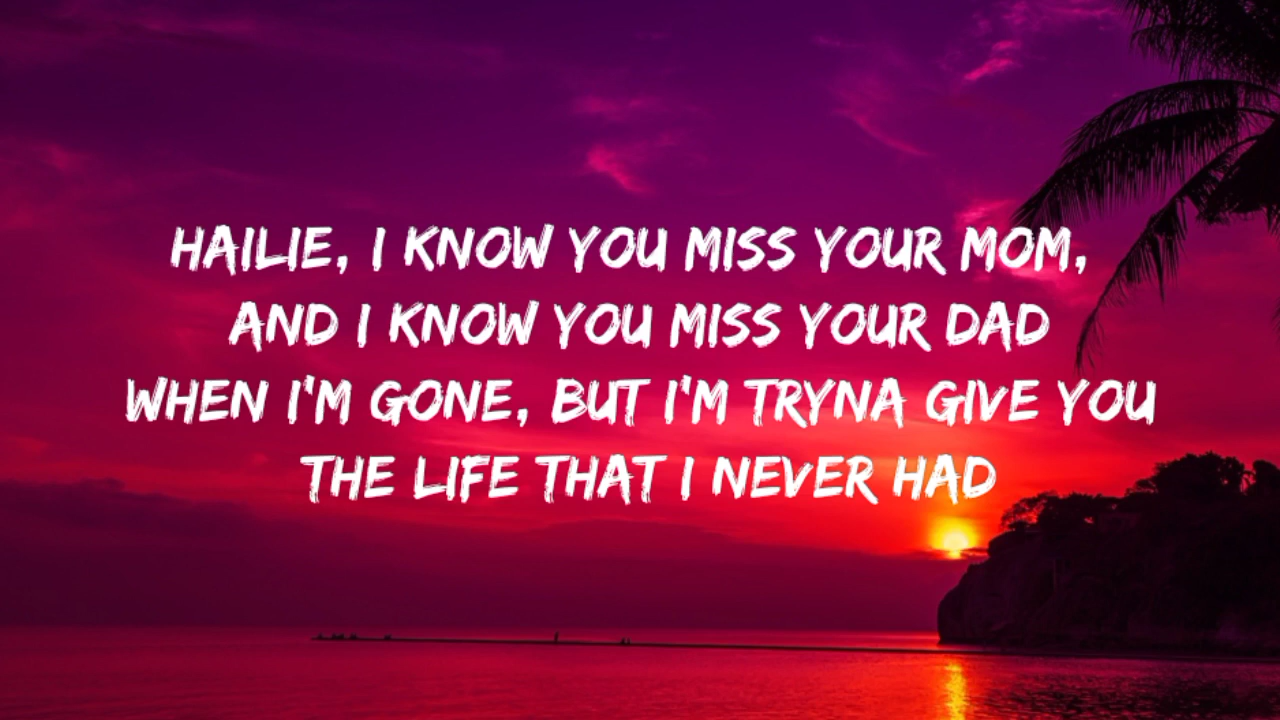 HAILIE, I KNOW YOU MISS YOUR MOM,
AND I KNOW YOU MISS YOUR DAD
WHEN I'M GONE, BUT I'M TRYNA GIVE YOU
THE LIFE THAT I NEVER HAD